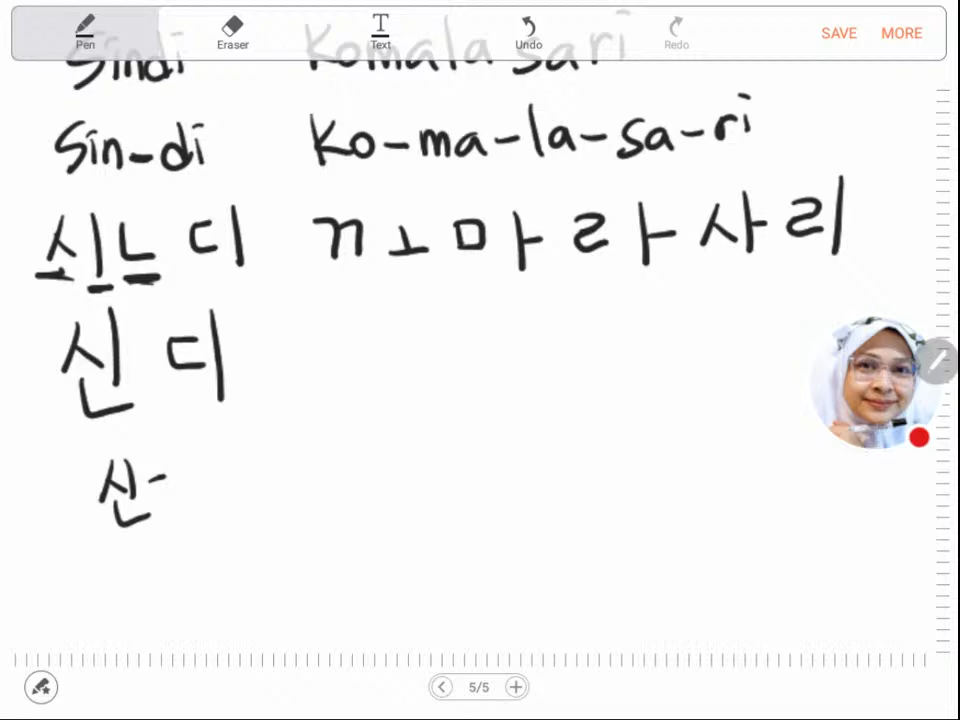 Pen Eraser Text Undo Redo SAVE MORE
Sindi Komala sari
Sin-di Ko-ma-la-sa-ri
시ㄴ 디 ㄲㅗ ㅁㅏ ㄹㅏ 사 리
신 디
신-
5/5